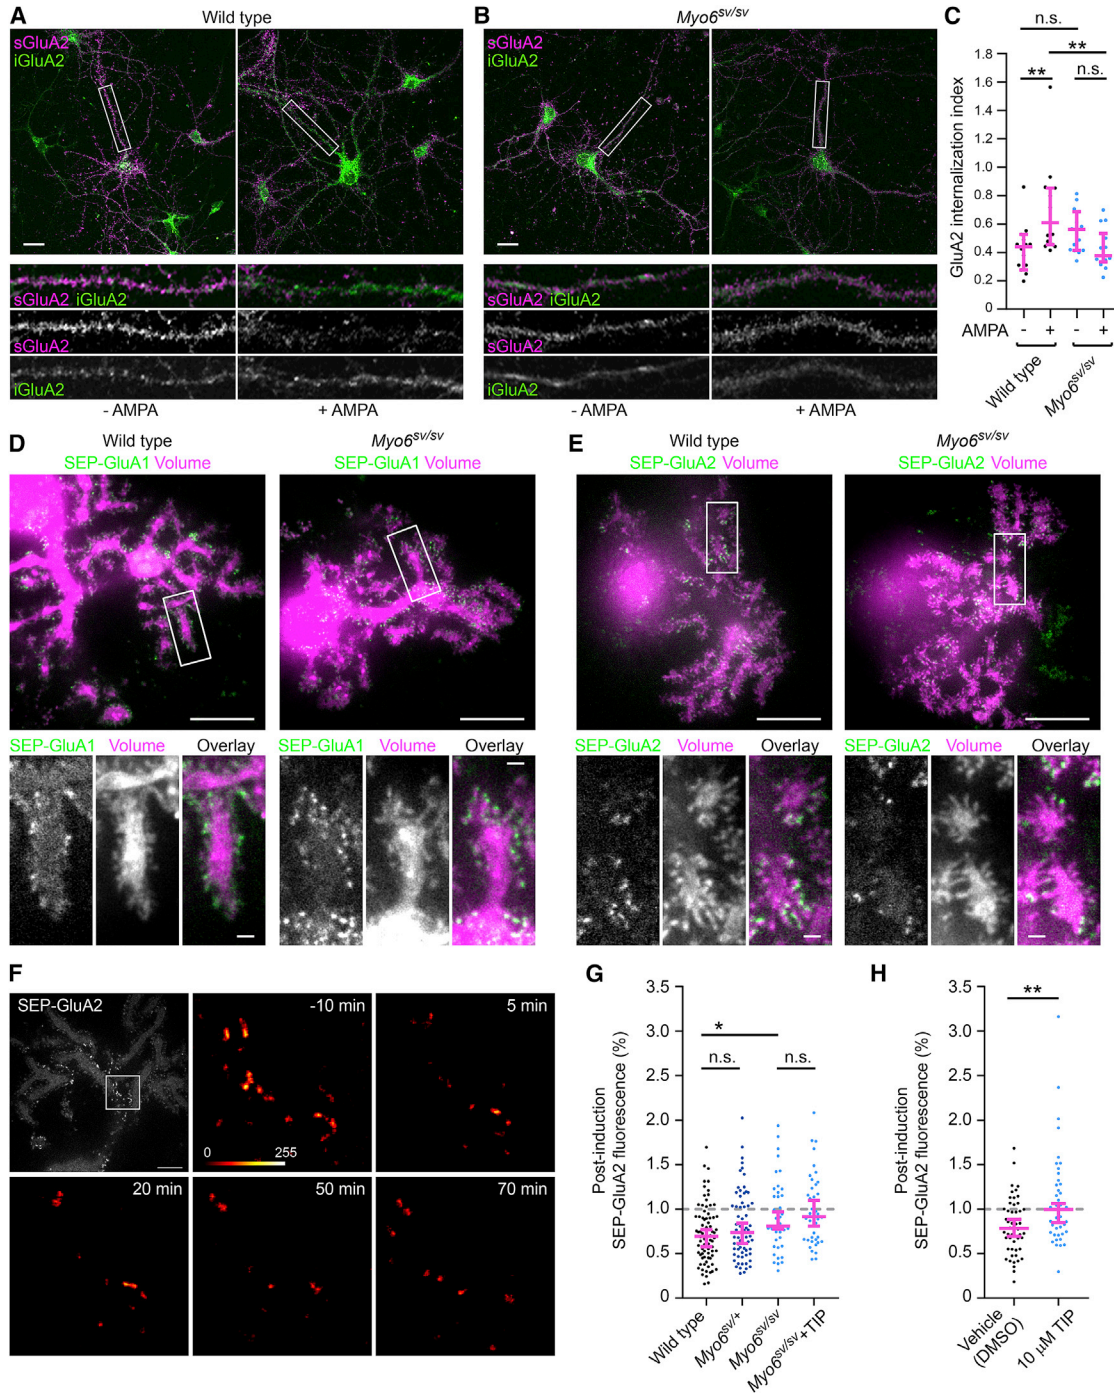 A
Wild type
sGluA2
iGluA2
sGluA2 iGluA2
sGluA2
iGluA2
- AMPA
+ AMPA
B
Myo6sv/sv
sGluA2
iGluA2
sGluA2 iGluA2
sGluA2
iGluA2
- AMPA
+ AMPA
C
n.s.
**
** n.s.
GluA2 internalization index
1.8
1.6
1.4
1.2
1.0
0.8
0.6
0.4
0.2
0
AMPA - + - +
Wild type
Myo6sv/sv
D
Wild type
SEP-GluA1 Volume
Myo6sv/sv
SEP-GluA1 Volume
SEP-GluA1 Volume Overlay
SEP-GluA1 Volume Overlay
E
Wild type
SEP-GluA2 Volume
Myo6sv/sv
SEP-GluA2 Volume
SEP-GluA2 Volume Overlay
SEP-GluA2 Volume Overlay
F
SEP-GluA2
-10 min
0 255
5 min
20 min
50 min
70 min
G
Post-induction
SEP-GluA2 fluorescence (%)
3.5
3.0
2.5
2.0
1.5
1.0
0.5
0
*
n.s. n.s.
Wild type
Myo6sv/+
Myo6sv/sv
Myo6sv/sv+TIP
H
Post-induction
SEP-GluA2 fluorescence (%)
3.5
3.0
2.5
2.0
1.5
1.0
0.5
0
**
Vehicle
(DMSO)
10 µM TIP